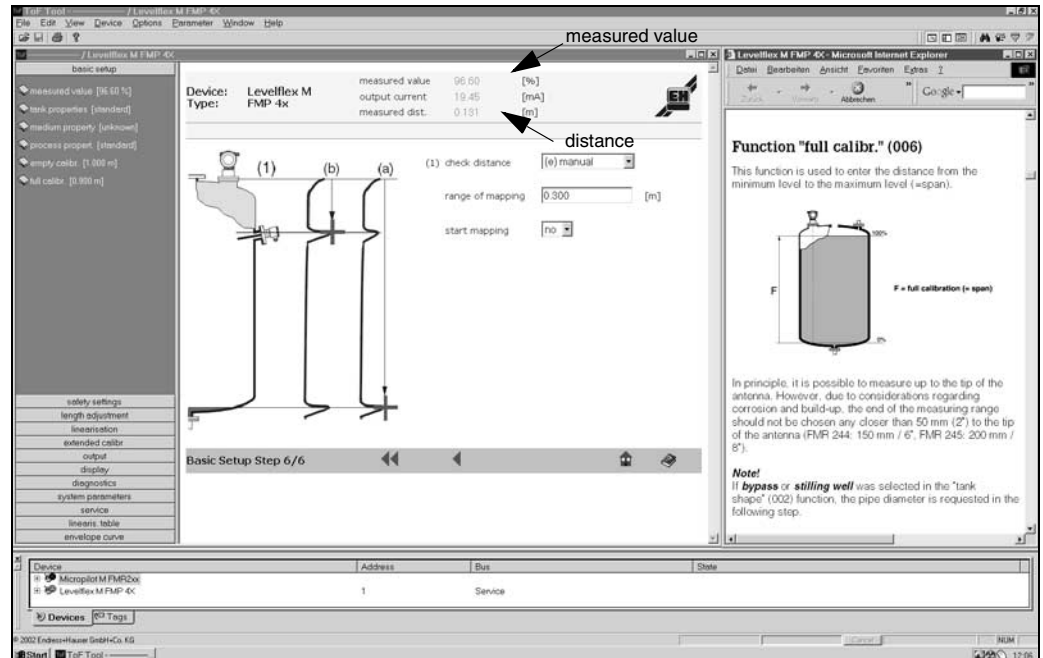 ToF Tool - / Levelflex M FMP 4X
File Edit View Device Options Parameter Window Help
measured value
/ Levelflex M FMP 4X
basic setup
measured value [96.60 %]
tank properties [standard]
medium property [unknown]
process propert. [standard]
empty calibr. [1.000 m]
full calibr. [0.900 m]
safety settings
length adjustment
linearisation
extended calibr
output
display
diagnostics
system parameters
service
linearis. table
envelope curve
Device: Levelflex M
Type: FMP 4x
measured value 96.60 [%]
output current 19.45 [mA]
measured dist. 0.131 [m]
EH
distance
(1) (b) (a)
(1) check distance (e) manual
range of mapping 0.300 [m]
start mapping no
Basic Setup Step 6/6
Levelflex M FMP 4X - Microsoft Internet Explorer
Datei Bearbeiten Ansicht Favoriten Extras ?
Zurück Abbrechen Google
Function "full calibr." (006)
This function is used to enter the distance from the
minimum level to the maximum level (=span).
100%
F
F = full calibration (= span)
0%
In principle, it is possible to measure up to the tip of the
antenna. However, due to considerations regarding
corrosion and build-up, the end of the measuring range
should not be chosen any closer than 50 mm (2") to the tip
of the antenna (FMR 244: 150 mm / 6", FMR 245: 200 mm /
8").
Note!
If bypass or stilling well was selected in the "tank
shape" (002) function, the pipe diameter is requested in the
following step.
Device Address Bus State
Micropilot M FMR2xx
Levelflex M FMP 4X 1 Service
Devices Tags
© 2002 Endress+Hauser GmbH+Co. KG
Cancel NUM
Start ToF Tool - 12:06